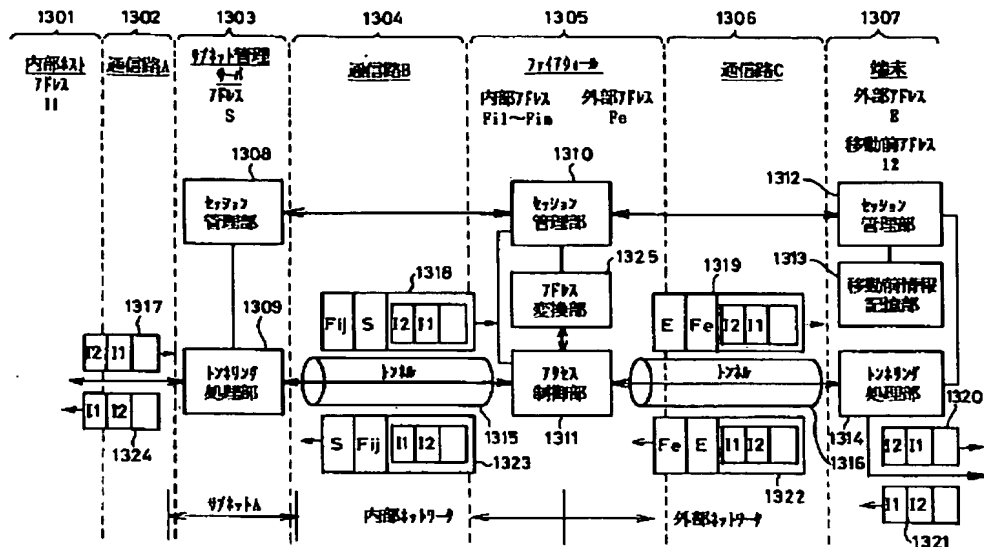 1301 1302 1303 1304 1305 1306 1307
内部ホスト
アドレス
I1
通信路A
サブネット管理
サーバ
アドレス
S
通信路B
ファイアウォール
内部アドレス
Fi1〜Fim
外部アドレス
Fe
通信路C
端末
外部アドレス
E
移動前アドレス
I2
1308
セッション
管理部
1310
セッション
管理部
1312
セッション
管理部
1313
移動前情報
記憶部
1325
アドレス
変換部
1318
Fij S I2 I1
1319
E Fe I2 I1
1317
I2 I1
1309
トンネリング
処理部
トンネル
1315
アクセス
制御部
1311
トンネル
1316
トンネリング
処理部
1314
1320
I2 I1
I1 I2
1324
S Fij I1 I2
1323
Fe E I1 I2
1322
I1 I2
1321
サブネットA
内部ネットワーク
外部ネットワーク